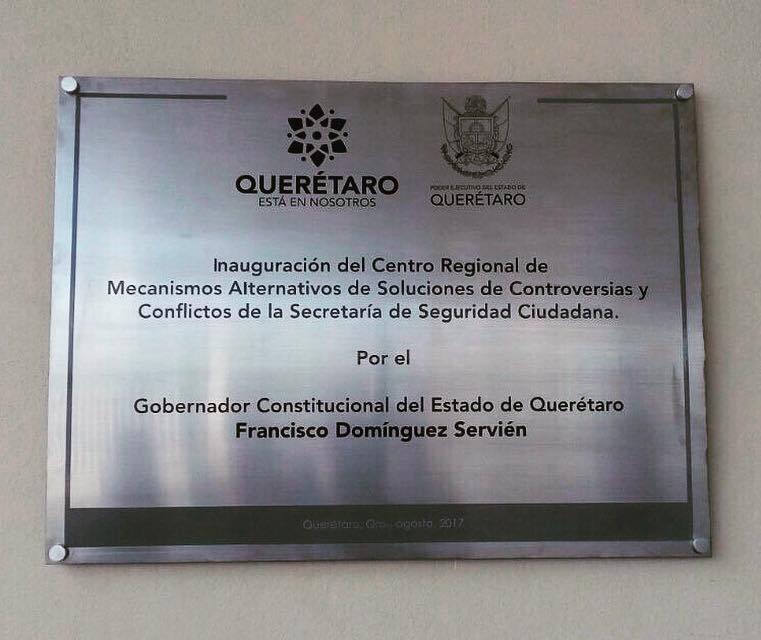 QUERÉTARO
ESTÁ EN NOSOTROS
PODER EJECUTIVO DEL ESTADO DE
QUERÉTARO
Inauguración del Centro Regional de
Mecanismos Alternativos de Soluciones de Controversias y
Conflictos de la Secretaría de Seguridad Ciudadana.
Por el
Gobernador Constitucional del Estado de Querétaro
Francisco Domínguez Servién
Querétaro, Qro., agosto, 2017